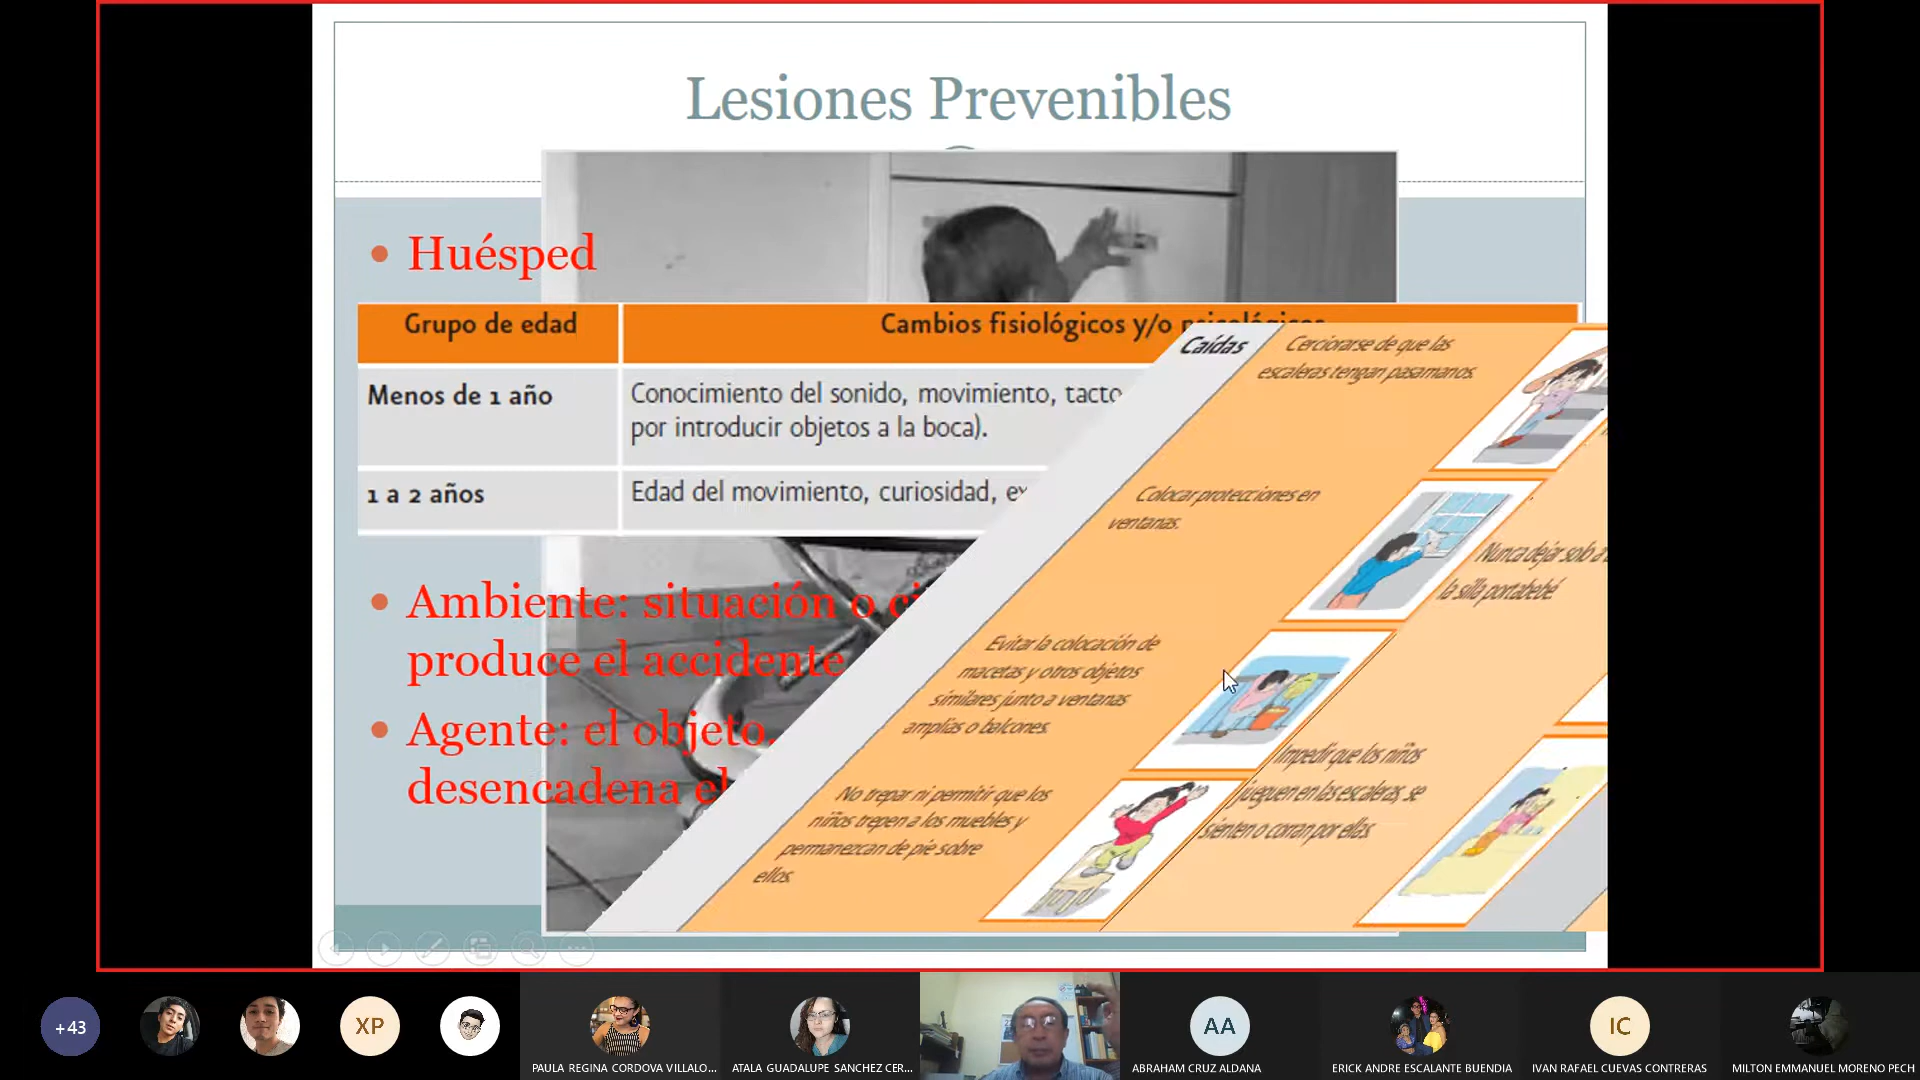 Lesiones Prevenibles
Huésped
Grupo de edad
Cambios fisiológicos y/o psicológicos
Menos de 1 año
Conocimiento del sonido, movimiento, tacto
por introducir objetos a la boca).
1 a 2 años
Edad del movimiento, curiosidad,
Ambiente: situación o
produce el accidente
Agente: el objeto,
desencadena el
Caídas
Cerciorarse de que las
escaleras tengan pasamanos.
Colocar protecciones en
ventanas.
Evitar la colocación de
macetas y otros objetos
similares junto a ventanas
amplias o balcones.
No trepar ni permitir que los
niños trepen a los muebles y
permanezcan de pie sobre
ellos.
Nunca dejar solo a
la silla portabebé
Impedir que los niños
jueguen en las escaleras, se
sienten o corran por ellas.
+43
XP
PAULA REGINA CORDOVA VILLALO...
ATALA GUADALUPE SANCHEZ CER...
AA
ABRAHAM CRUZ ALDANA
ERICK ANDRE ESCALANTE BUENDIA
IC
IVAN RAFAEL CUEVAS CONTRERAS
MILTON EMMANUEL MORENO PECH